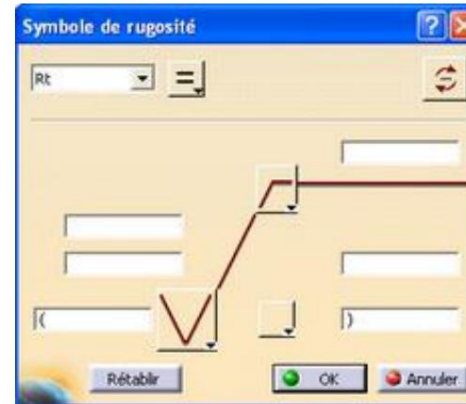 Symbole de rugosité ?
Rt =
(
)
Rétablir OK Annuler